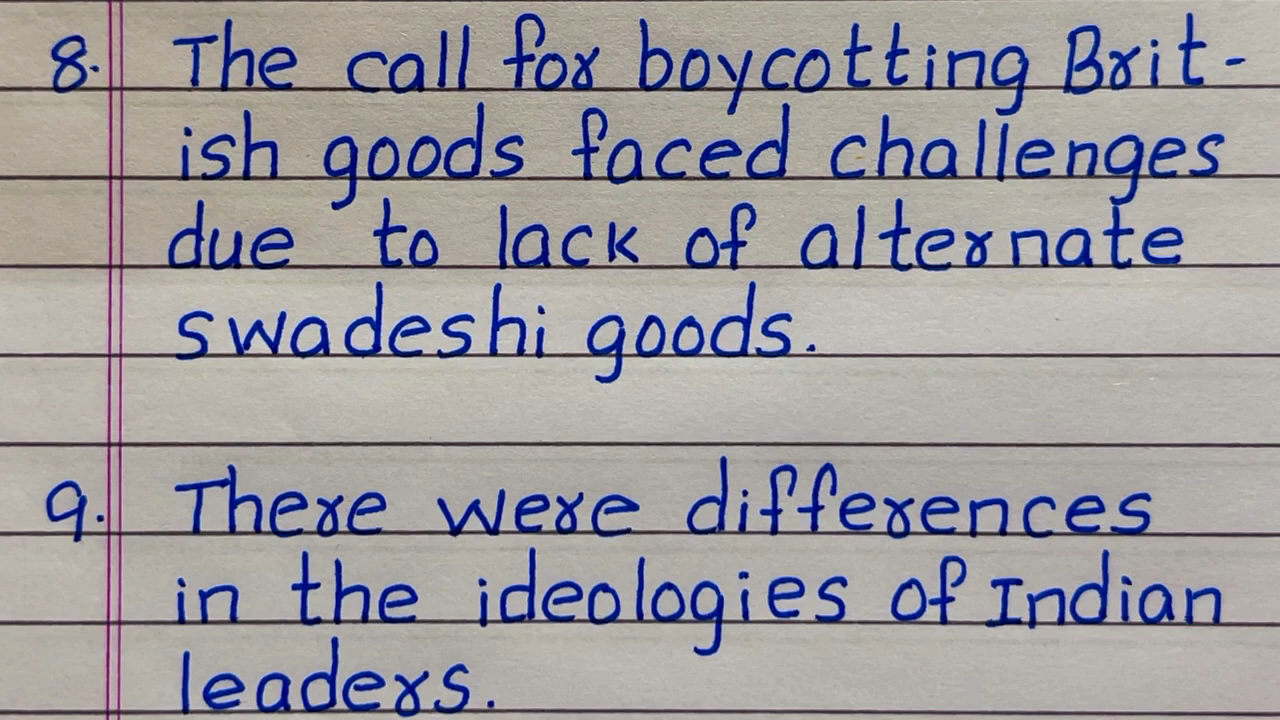 8. The call for boycotting Brit-
ish goods faced challenges
due to lack of alternate
swadeshi goods.
9. There were differences
in the ideologies of Indian
leaders.